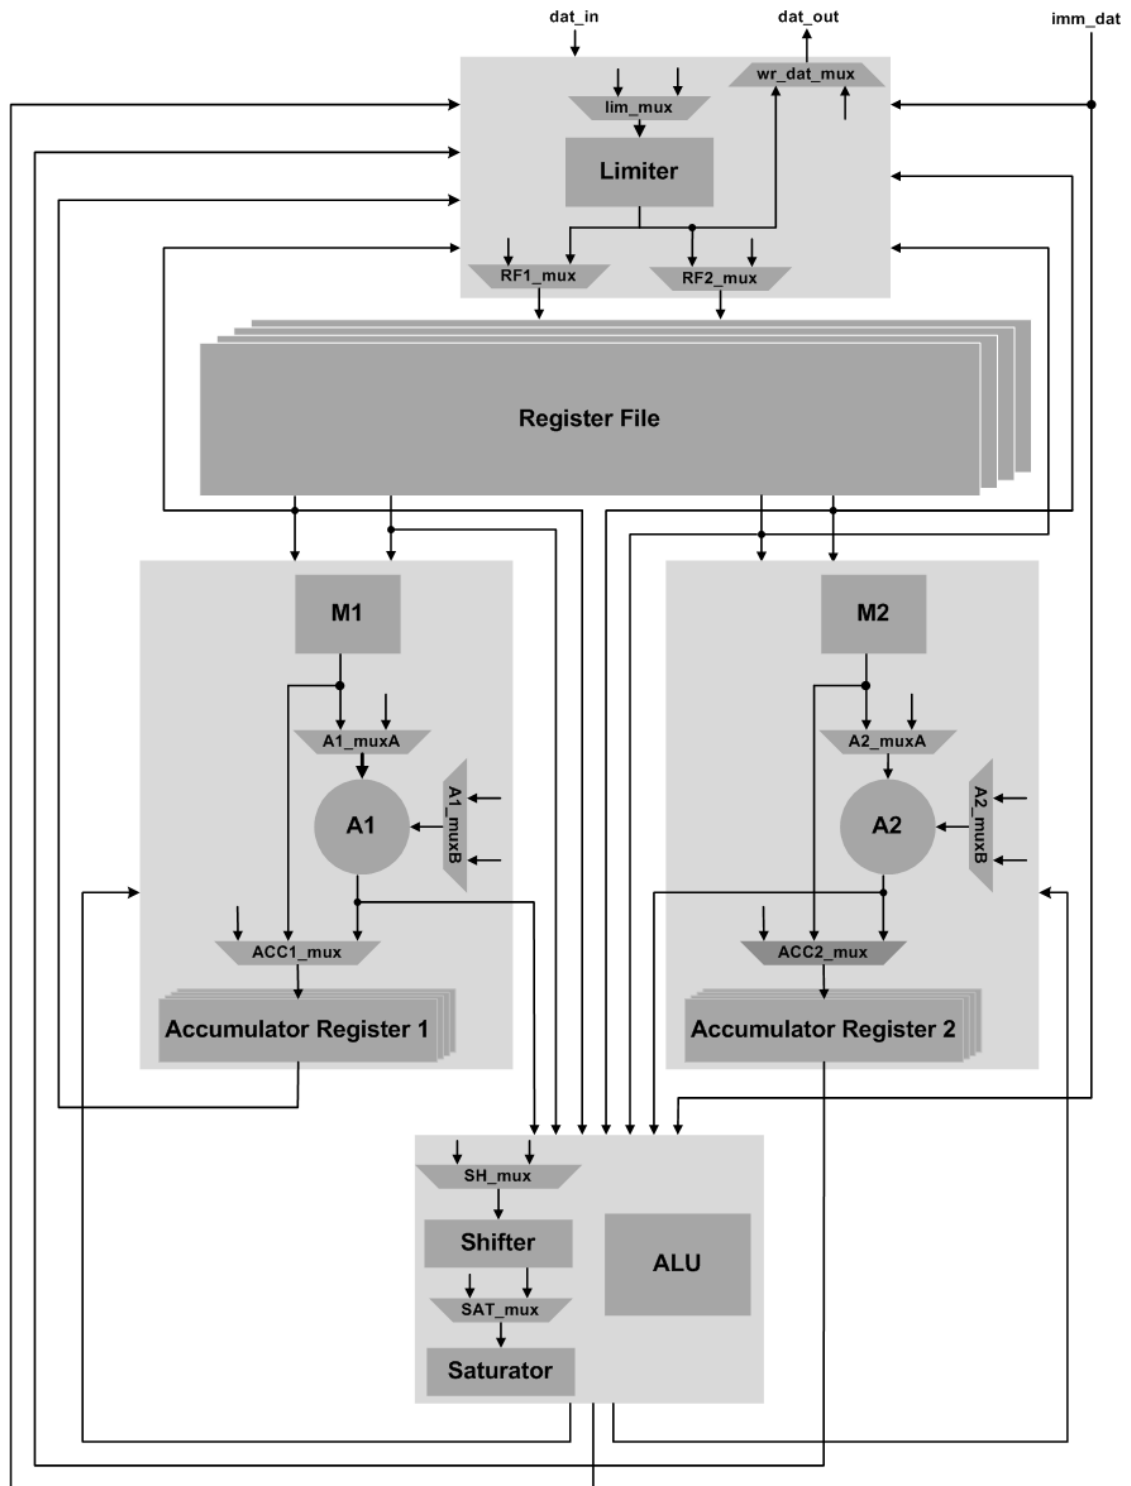 dat_in
dat_out
imm_dat
wr_dat_mux
lim_mux
Limiter
RF1_mux
RF2_mux
Register File
M1
M2
A1_muxA
A2_muxA
A1
A1_muxB
A2
A2_muxB
ACC1_mux
ACC2_mux
Accumulator Register 1
Accumulator Register 2
SH_mux
Shifter
ALU
SAT_mux
Saturator